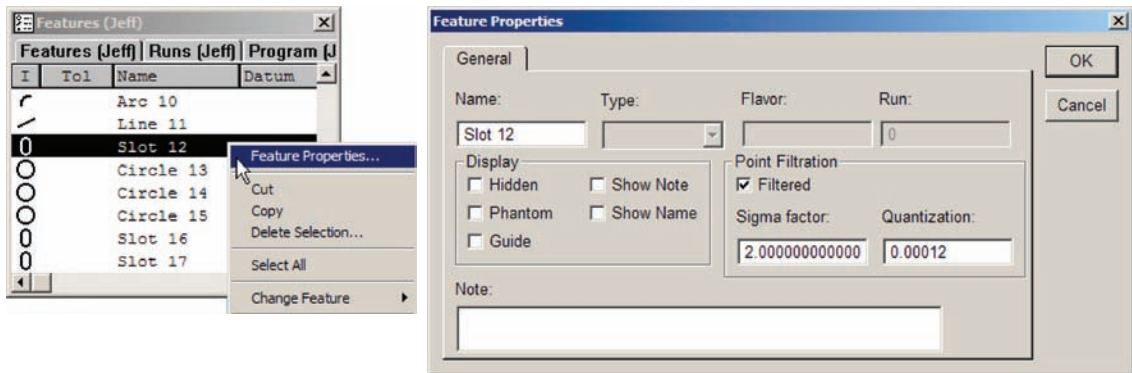 Features (Jeff)
Features (Jeff) Runs (Jeff) Program (J
I Tol Name Datum
Arc 10
Line 11
Slot 12
Circle 13
Circle 14
Circle 15
Slot 16
Slot 17
Feature Properties...
Cut
Copy
Delete Selection...
Select All
Change Feature
Feature Properties
General
OK
Cancel
Name: Type: Flavor: Run:
Slot 12 0
Display
Hidden Show Note
Phantom Show Name
Guide
Point Filtration
Filtered
Sigma factor: Quantization:
2.000000000000 0.00012
Note: